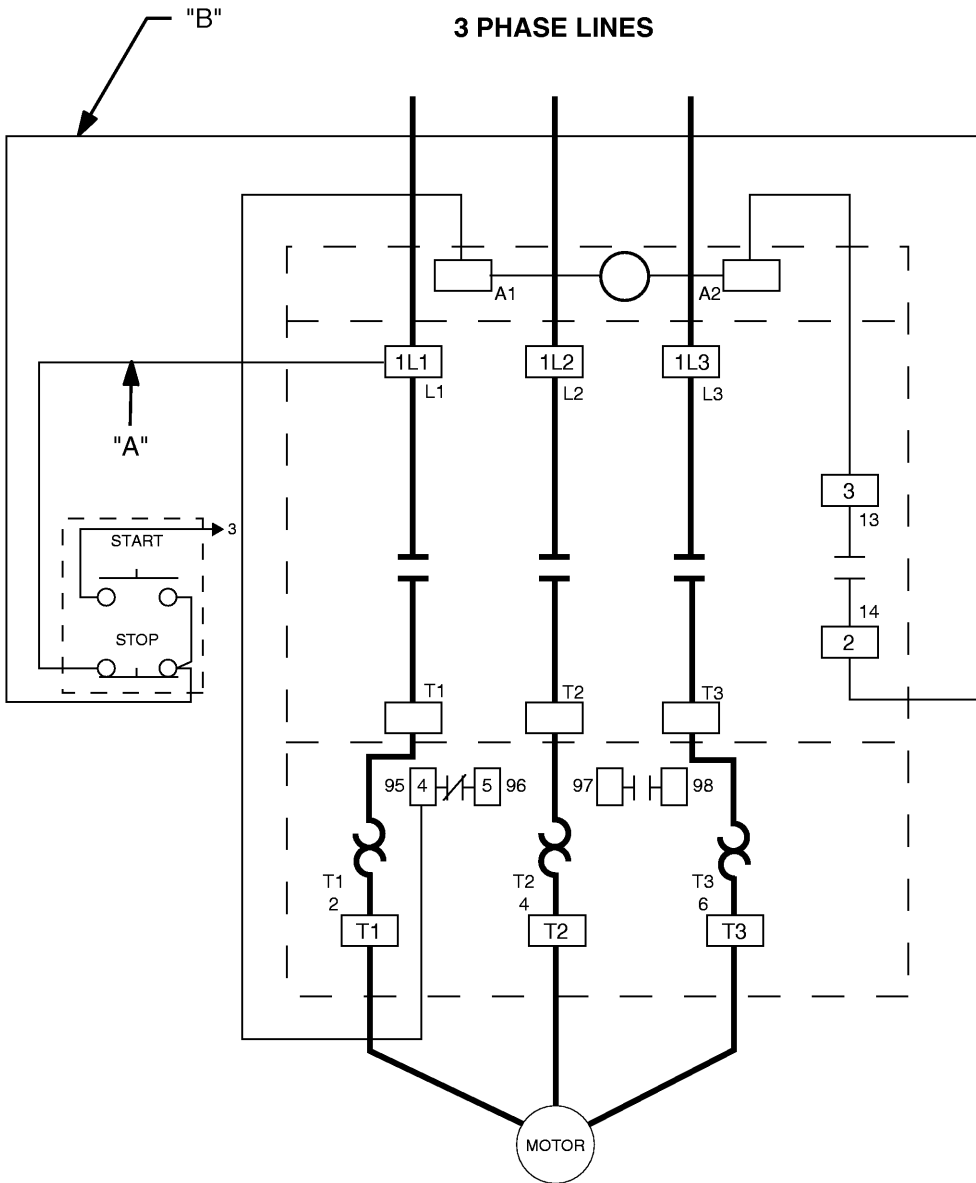 "B"
3 PHASE LINES
A1
A2
1L1
1L2
1L3
L1
L2
L3
"A"
3
13
3
START
14
STOP
2
T1
T2
T3
95
4
5
96
97
98
T1
2
T2
4
T3
6
T1
T2
T3
MOTOR